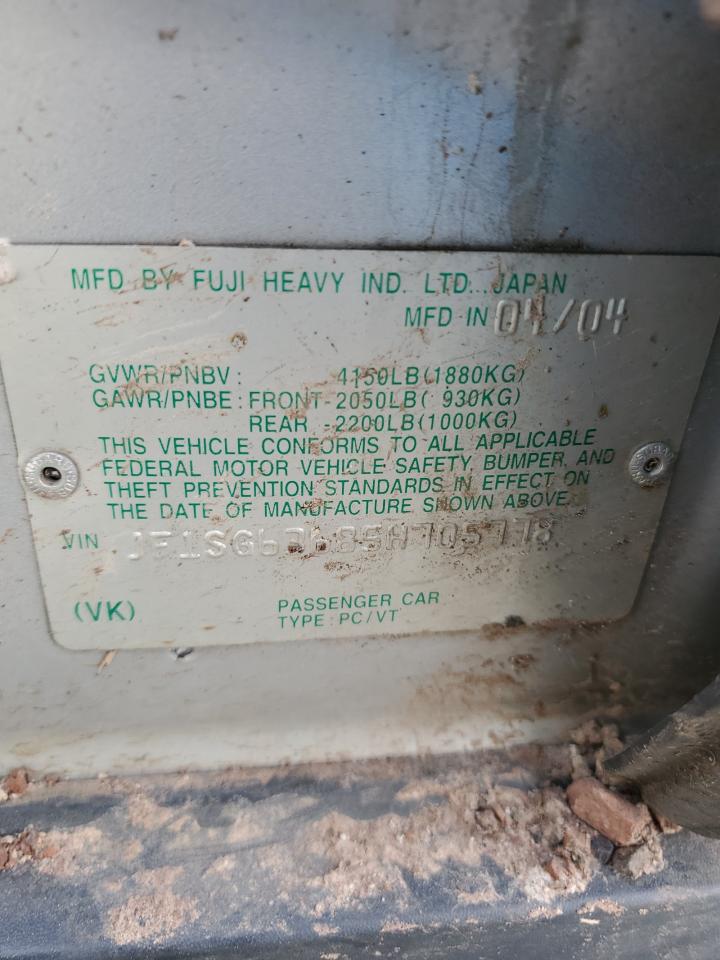 MFD BY FUJI HEAVY IND. LTD. JAPAN
MFD IN 04/04
GVWR/PNBV: 4150LB(1880KG)
GAWR/PNBE: FRONT-2050LB( 930KG)
REAR -2200LB(1000KG)
THIS VEHICLE CONFORMS TO ALL APPLICABLE
FEDERAL MOTOR VEHICLE SAFETY, BUMPER, AND
THEFT PREVENTION STANDARDS IN EFFECT ON
THE DATE OF MANUFACTURE SHOWN ABOVE.
VIN
(VK)
PASSENGER CAR
TYPE: PC/VT